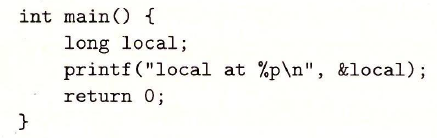 int main() {
    long local;
    printf("local at %p\n", &local);
    return 0;
}